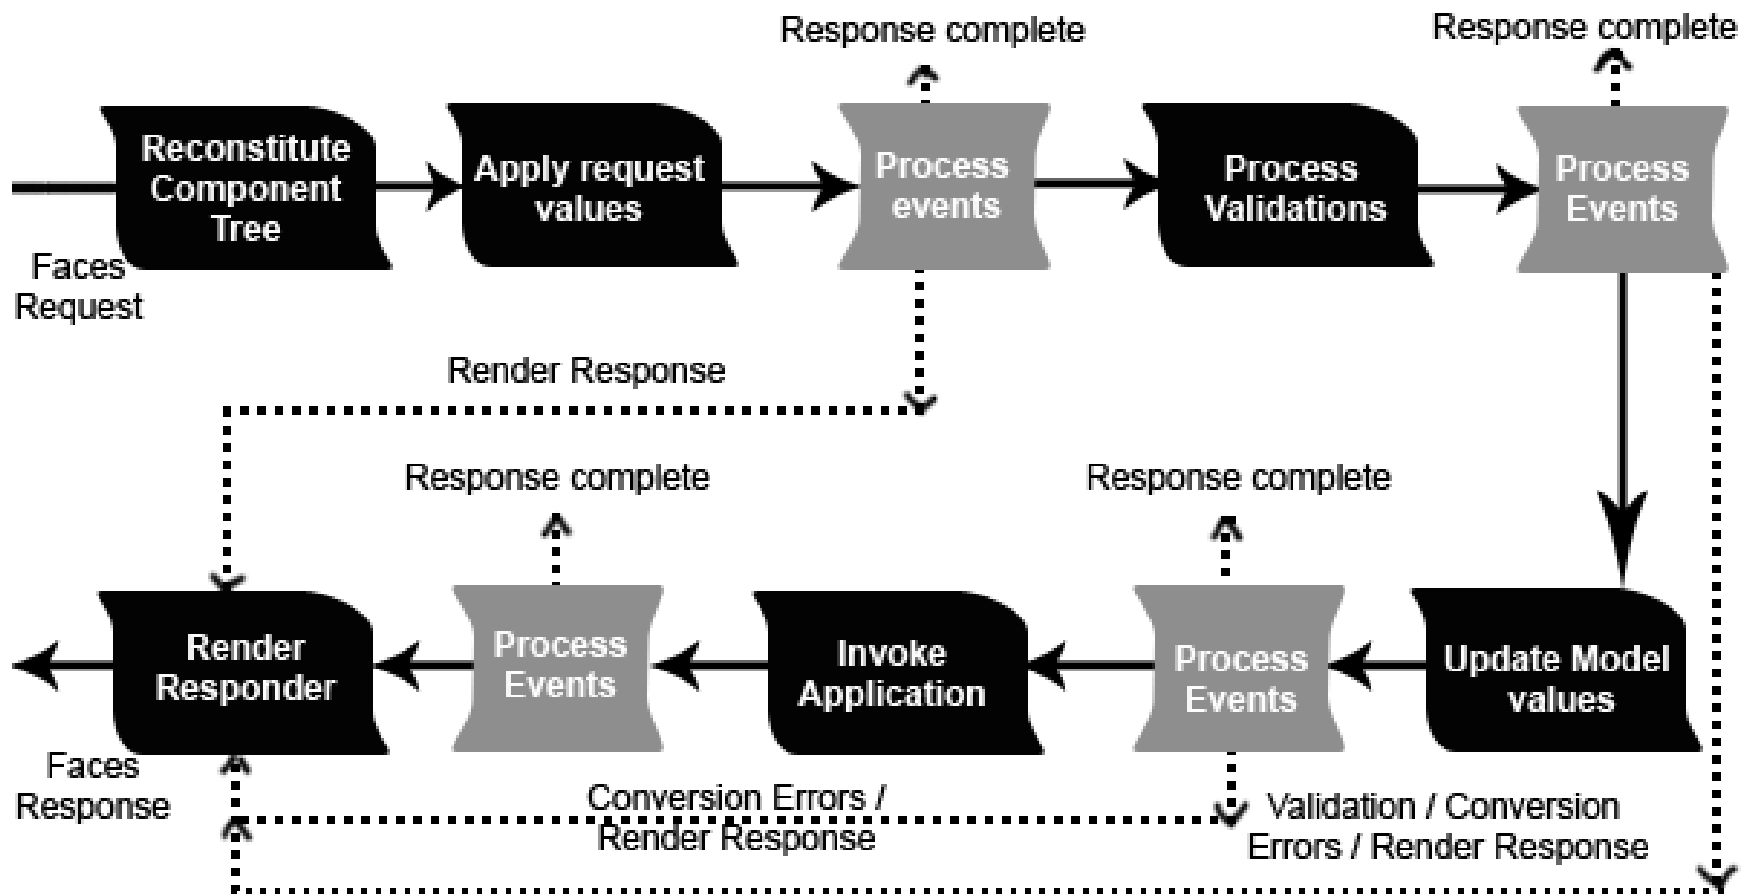 Response complete
Response complete
Reconstitute
Component
Tree
Apply request
values
Process
events
Process
Validations
Process
Events
Faces
Request
Render Response
Response complete
Response complete
Render
Responder
Process
Events
Invoke
Application
Process
Events
Update Model
values
Faces
Response
Conversion Errors /
Render Response
Validation / Conversion
Errors / Render Response